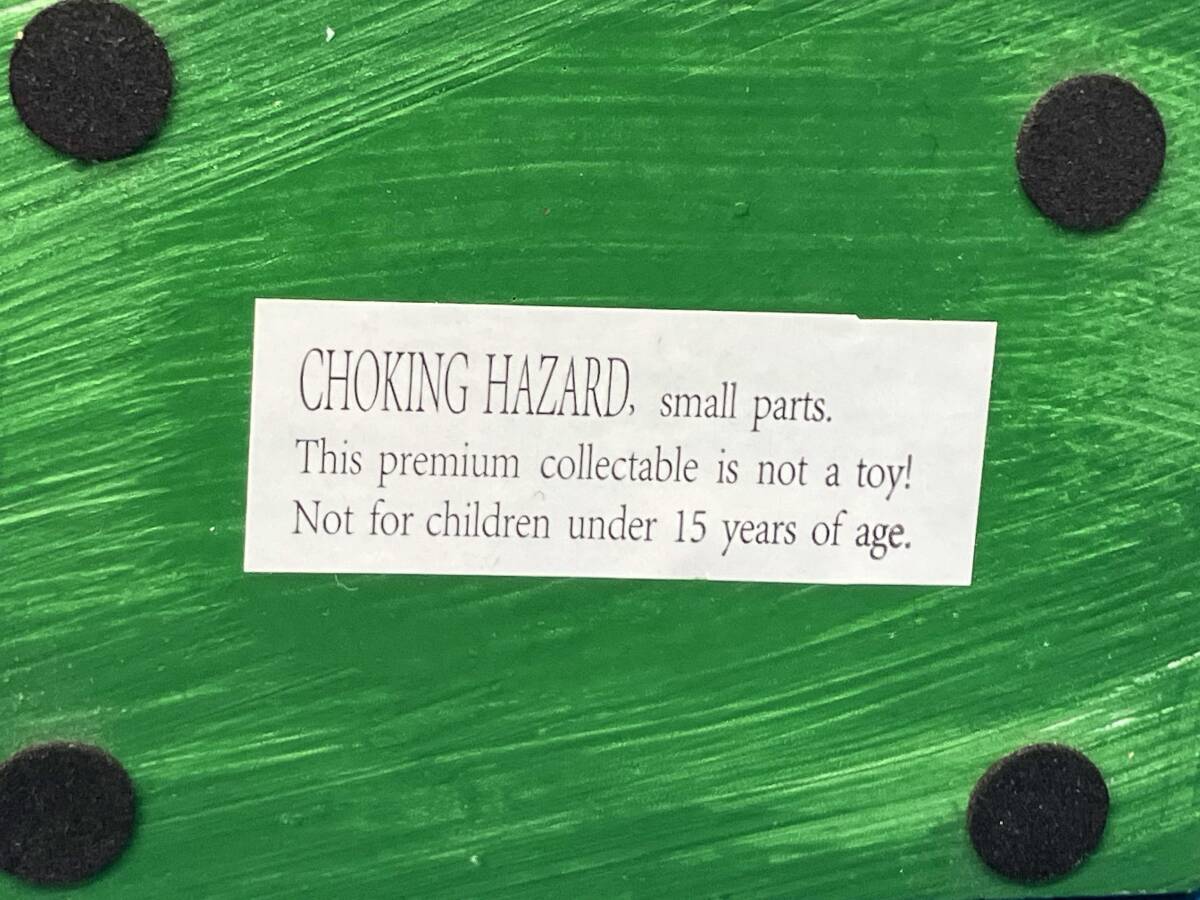 CHOKING HAZARD, small parts.
This premium collectable is not a toy!
Not for children under 15 years of age.